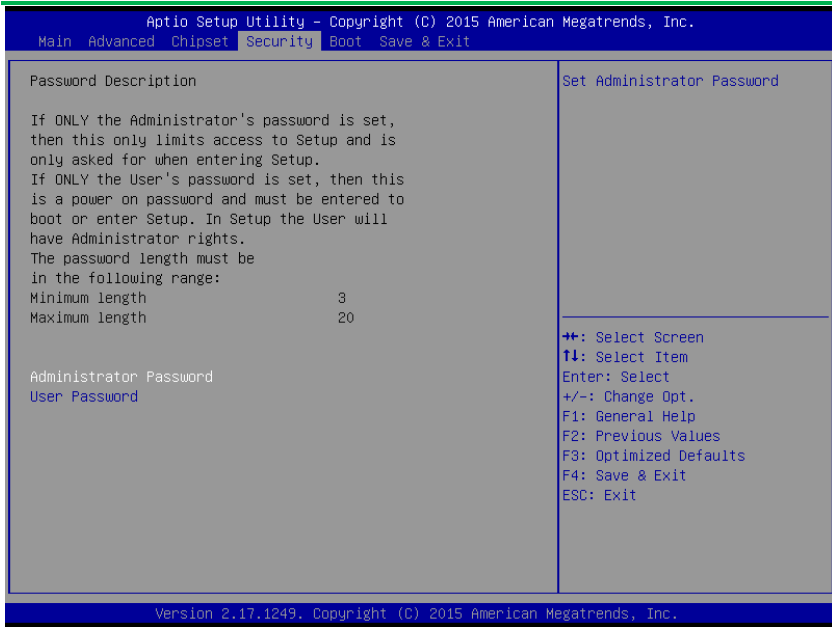 Aptio Setup Utility – Copyright (C) 2015 American Megatrends, Inc.
Main Advanced Chipset Security Boot Save & Exit
Password Description
If ONLY the Administrator's password is set,
then this only limits access to Setup and is
only asked for when entering Setup.
If ONLY the User's password is set, then this
is a power on password and must be entered to
boot or enter Setup. In Setup the User will
have Administrator rights.
The password length must be
in the following range:
Minimum length 3
Maximum length 20
Administrator Password
User Password
Set Administrator Password
→←: Select Screen
↑↓: Select Item
Enter: Select
+/-: Change Opt.
F1: General Help
F2: Previous Values
F3: Optimized Defaults
F4: Save & Exit
ESC: Exit
Version 2.17.1249. Copyright (C) 2015 American Megatrends, Inc.